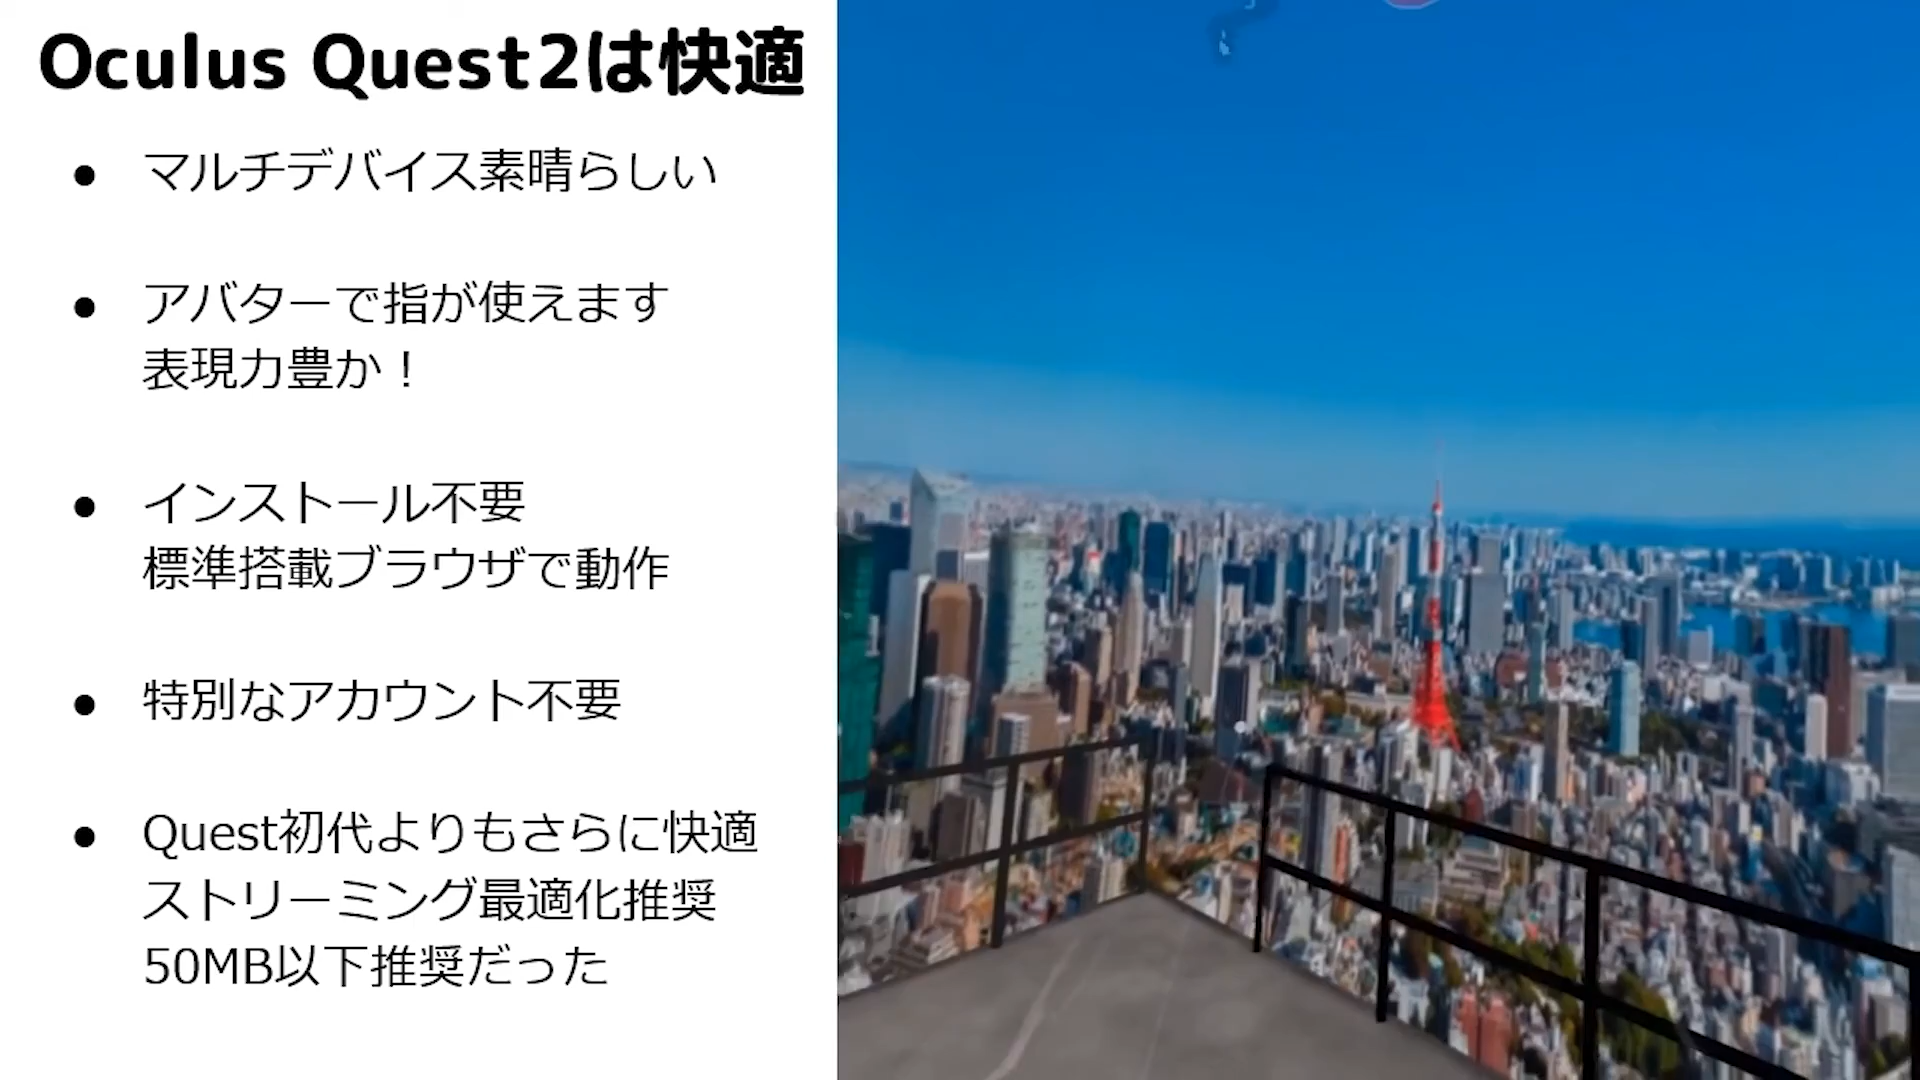 Oculus Quest2は快適
● マルチデバイス素晴らしい
● アバターで指が使えます
表現力豊か！
● インストール不要
標準搭載ブラウザで動作
● 特別なアカウント不要
● Quest初代よりもさらに快適
ストリーミング最適化推奨
50MB以下推奨だった